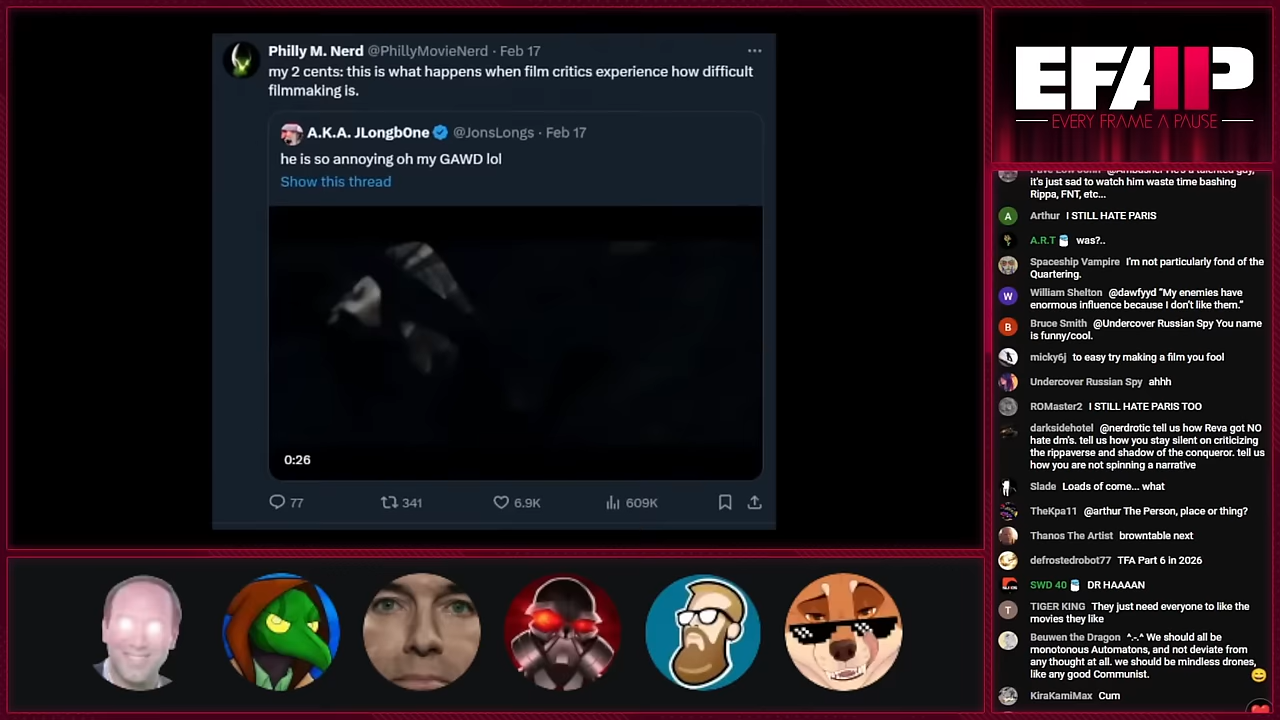 Philly M. Nerd @PhillyMovieNerd · Feb 17
my 2 cents: this is what happens when film critics experience how difficult
filmmaking is.
A.K.A. JLongbOne @JonsLongs · Feb 17
he is so annoying oh my GAWD lol
Show this thread
0:26
77 341 6.9K 609K
EFAP
EVERY FRAME A PAUSE
it's just sad to watch him waste time bashing
Rippa, FNT, etc...
A Arthur I STILL HATE PARIS
A.R.T was?..
Spaceship Vampire I'm not particularly fond of the
Quartering.
W William Shelton @dawfyyd “My enemies have
enormous influence because I don't like them."
B Bruce Smith @Undercover Russian Spy You name
is funny/cool.
micky6j to easy try making a film you fool
Undercover Russian Spy ahhh
ROMaster2 I STILL HATE PARIS TOO
darksidehotel @nerdrotic tell us how Reva got NO
hate dm's. tell us how you stay silent on criticizing
the rippaverse and shadow of the conqueror. tell us
how you are not spinning a narrative
Slade Loads of come... what
TheKpa11 @arthur The Person, place or thing?
Thanos The Artist browntable next
defrostedrobot77 TFA Part 6 in 2026
SWD 40 DR HAAAN
T TIGER KING They just need everyone to like the
movies they like
Beuwen the Dragon ^.-.^ We should all be
monotonous Automatons, and not deviate from
any thought at all. we should be mindless drones,
like any good Communist.
KiraKamiMax Cum